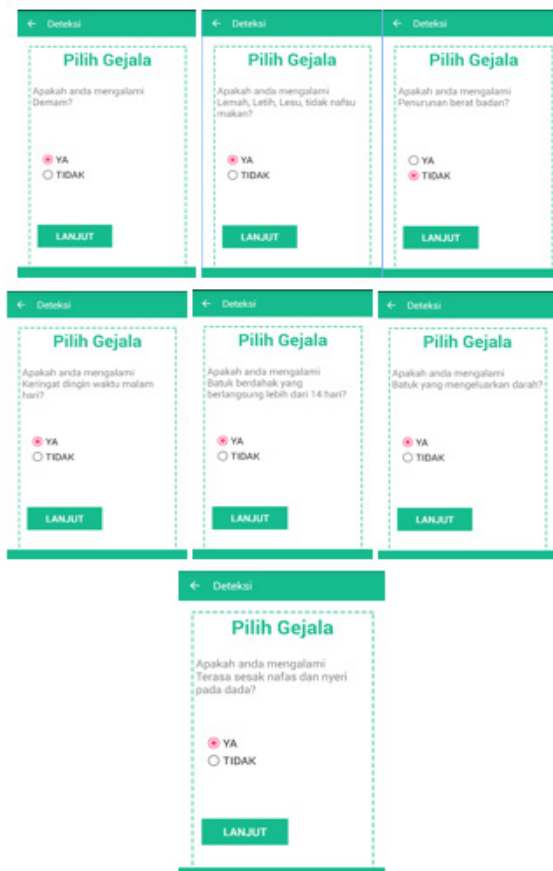 ← Deteksi
Pilih Gejala
Apakah anda mengalami
Demam?
YA
TIDAK
LANJUT
← Deteksi
Pilih Gejala
Apakah anda mengalami
Lemah, Letih, Lesu, tidak nafsu
makan?
YA
TIDAK
LANJUT
← Deteksi
Pilih Gejala
Apakah anda mengalami
Penurunan berat badan?
YA
TIDAK
LANJUT
← Deteksi
Pilih Gejala
Apakah anda mengalami
Keringat dingin waktu malam
hari?
YA
TIDAK
LANJUT
← Deteksi
Pilih Gejala
Apakah anda mengalami
Batuk berdahak yang
berlangsung lebih dari 14 hari?
YA
TIDAK
LANJUT
← Deteksi
Pilih Gejala
Apakah anda mengalami
Batuk yang mengeluarkan darah?
YA
TIDAK
LANJUT
← Deteksi
Pilih Gejala
Apakah anda mengalami
Terasa sesak nafas dan nyeri
pada dada?
YA
TIDAK
LANJUT